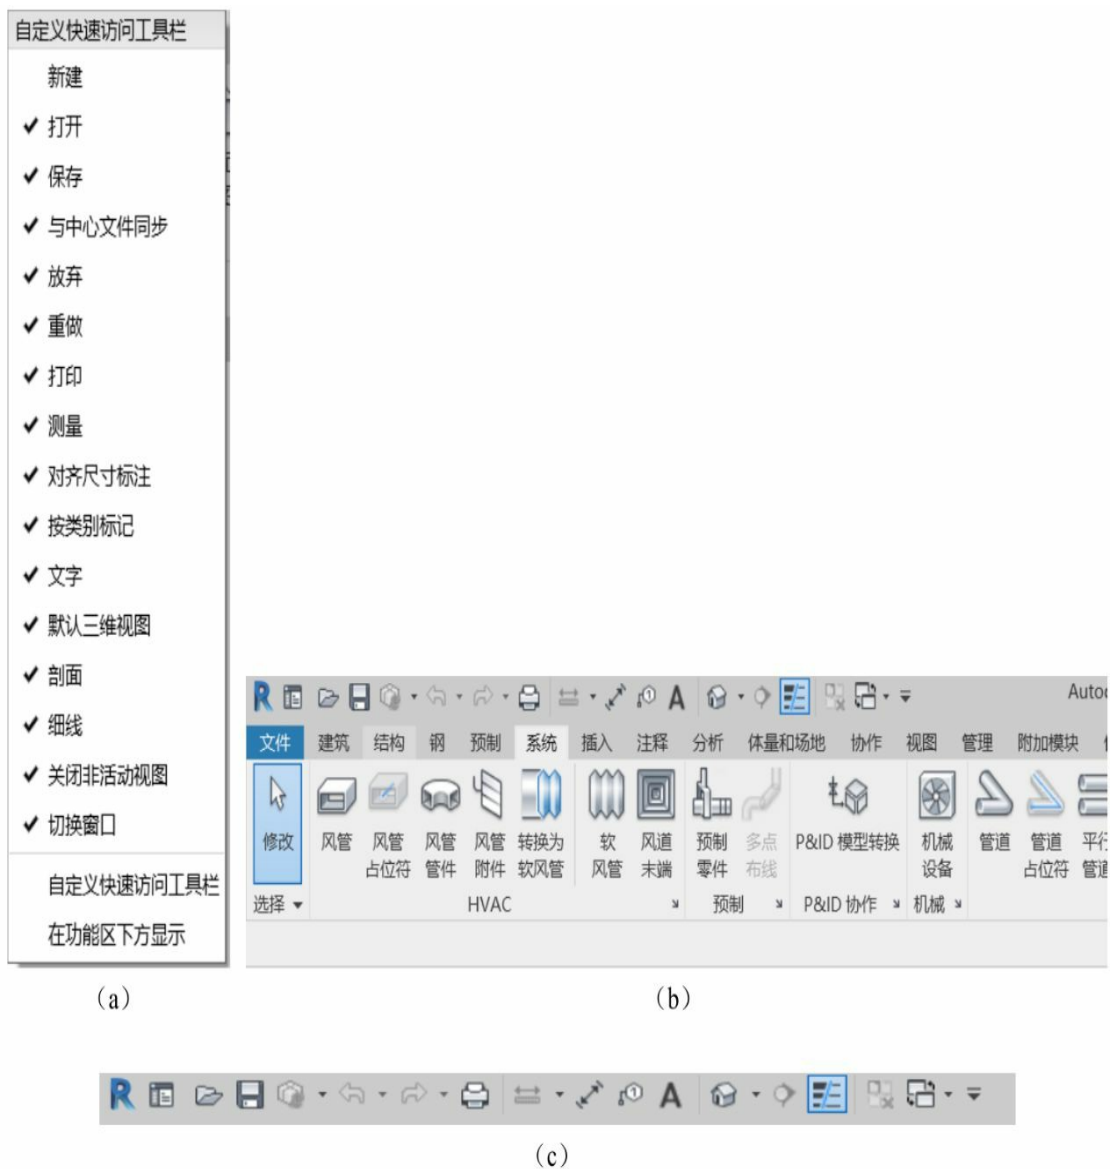 自定义快速访问工具栏
新建
✔ 打开
✔ 保存
✔ 与中心文件同步
✔ 放弃
✔ 重做
✔ 打印
✔ 测量
✔ 对齐尺寸标注
✔ 按类别标记
✔ 文字
✔ 默认三维视图
✔ 剖面
✔ 细线
✔ 关闭非活动视图
✔ 切换窗口
自定义快速访问工具栏
在功能区下方显示
(a)
R A
文件 建筑 结构 钢 预制 系统 插入 注释 分析 体量和场地 协作 视图 管理 附加模块
修改 风管 风管 风管 风管 转换为 软 风道 预制 多点 P&ID 模型转换 机械 管道 管道
占位符 管件 附件 软风管 风管 末端 零件 布线 设备 占位符 管道
选择 HVAC 预制 P&ID 协作 机械
(b)
R A
(c)